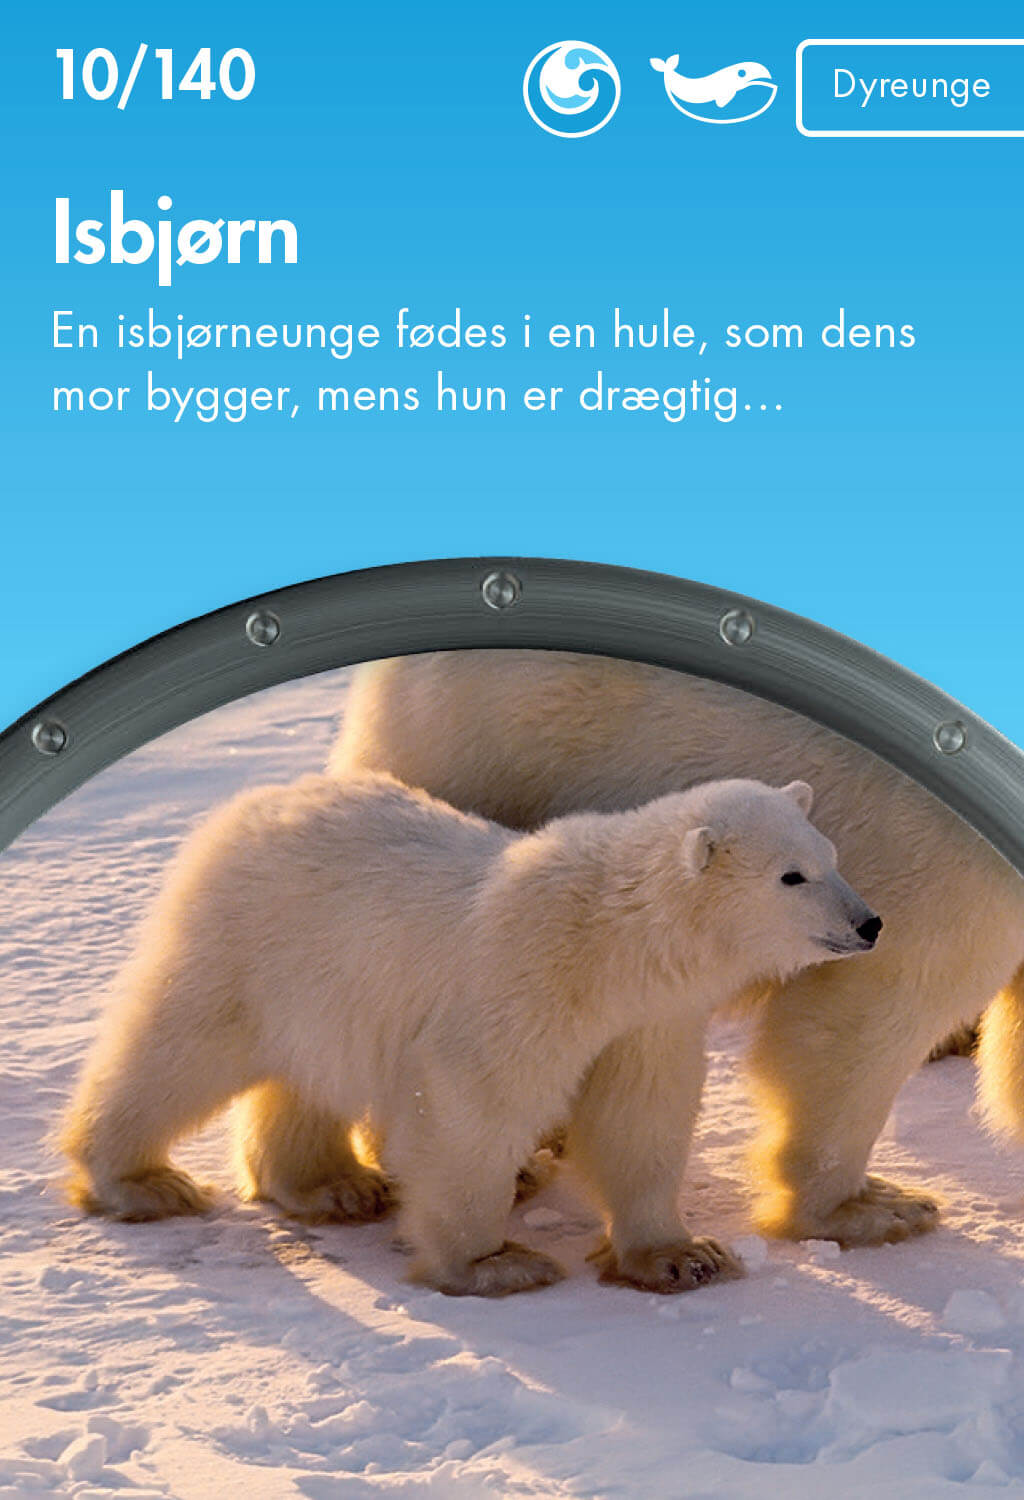 10/140
Dyreunge
Isbjørn
En isbjørneunge fødes i en hule, som dens
mor bygger, mens hun er drægtig…